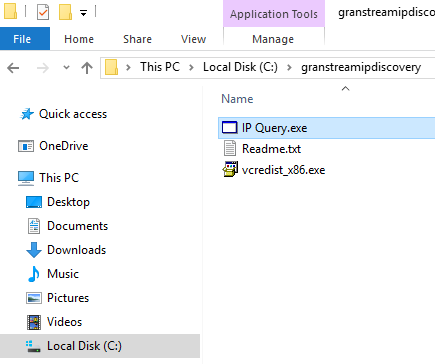 Application Tools
granstreamipdisco
File
Home
Share
View
Manage
This PC
Local Disk (C:)
granstreamipdiscovery
Name
Quick access
OneDrive
This PC
Desktop
Documents
Downloads
Music
Pictures
Videos
Local Disk (C:)
IP Query.exe
Readme.txt
vcredist_x86.exe